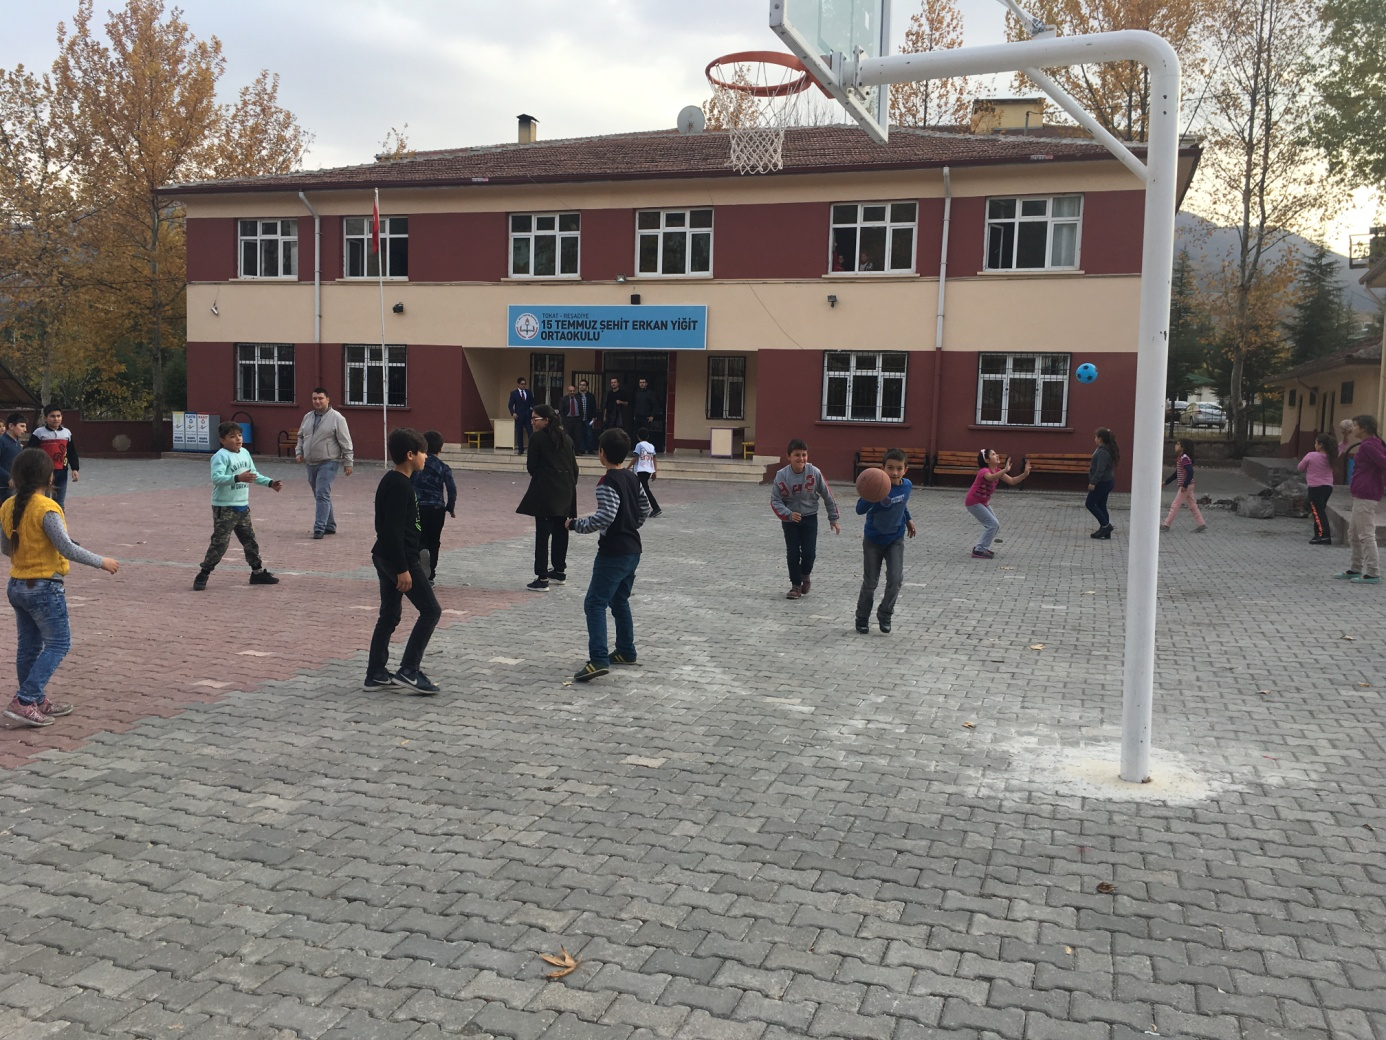 TOKAT - REŞADİYE
15 TEMMUZ ŞEHİT ERKAN YİĞİT
ORTAOKULU